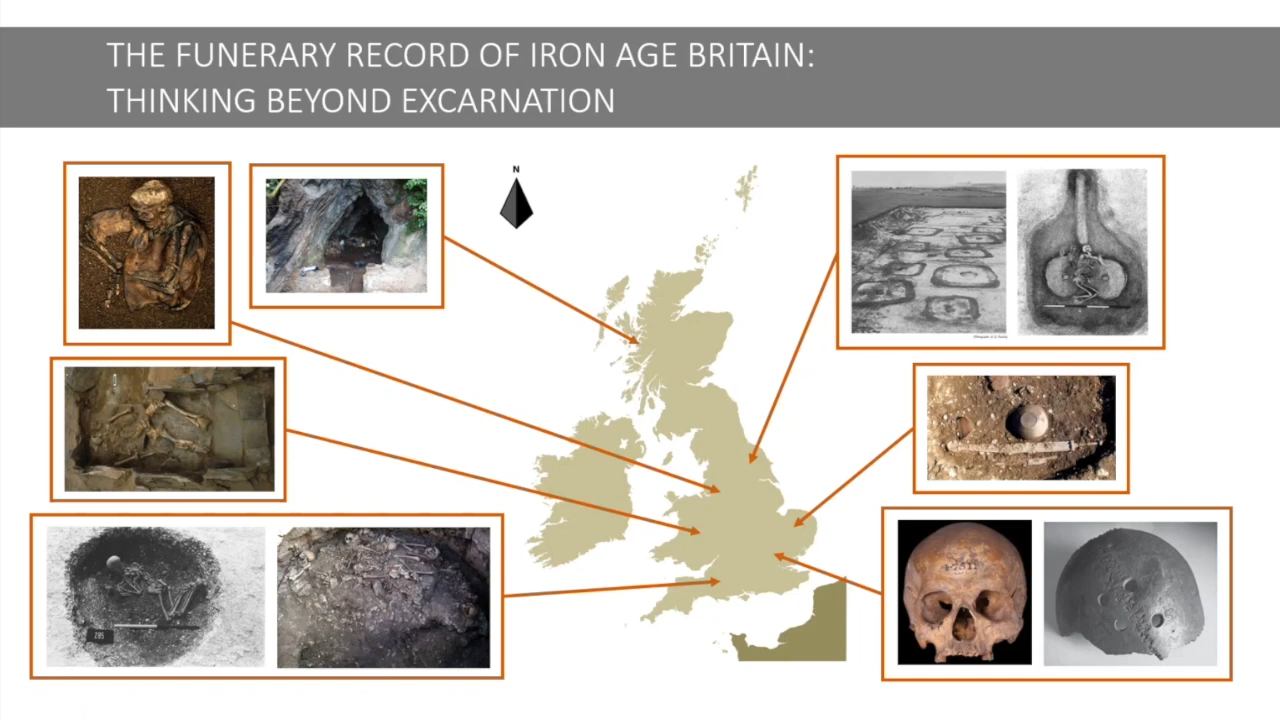 THE FUNERARY RECORD OF IRON AGE BRITAIN:
THINKING BEYOND EXCARNATION
N